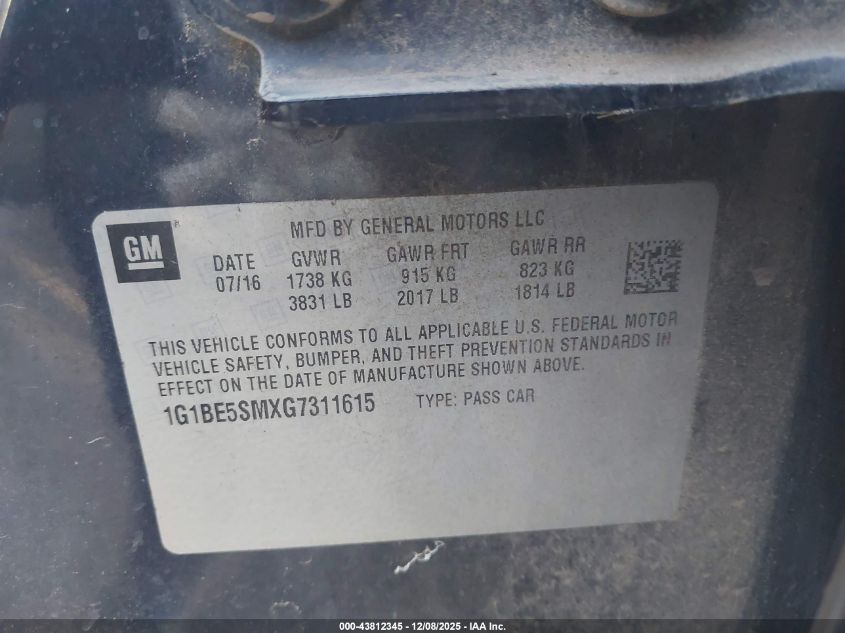 GM
MFD BY GENERAL MOTORS LLC
DATE GVWR GAWR FRT GAWR RR
07/16 1738 KG 915 KG 823 KG
3831 LB 2017 LB 1814 LB
THIS VEHICLE CONFORMS TO ALL APPLICABLE U.S. FEDERAL MOTOR
VEHICLE SAFETY, BUMPER, AND THEFT PREVENTION STANDARDS IN
EFFECT ON THE DATE OF MANUFACTURE SHOWN ABOVE.
1G1BE5SMXG7311615 TYPE: PASS CAR
000-43812345 - 12/08/2025 - IAA Inc.